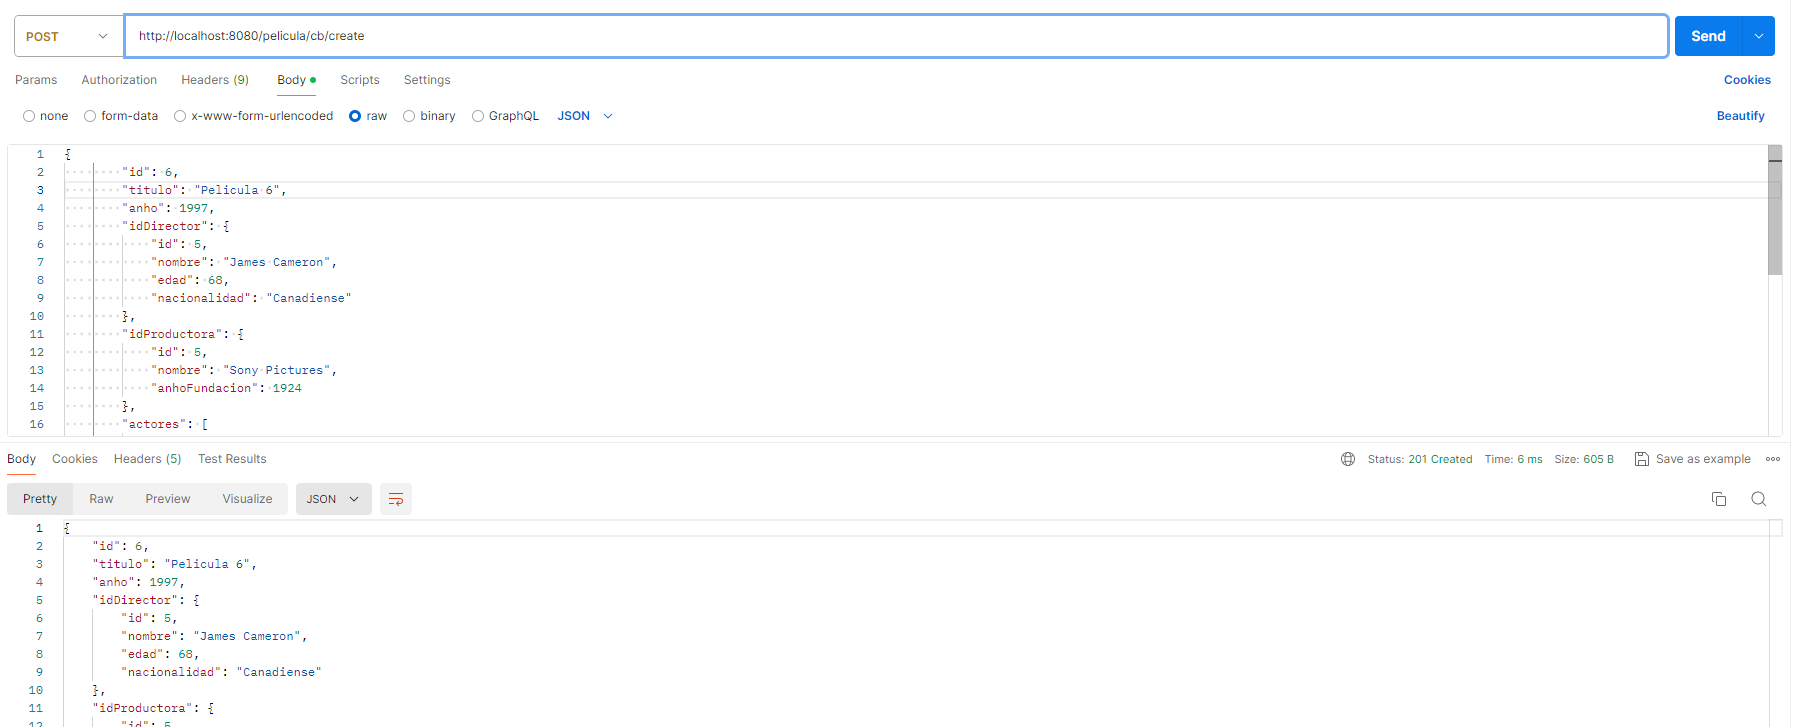 POST http://localhost:8080/pelicula/cb/create Send
Params Authorization Headers (9) Body Scripts Settings Cookies
none form-data x-www-form-urlencoded raw binary GraphQL JSON Beautify
1 {
2 "id": 6,
3 "titulo": "Pelicula 6",
4 "anho": 1997,
5 "idDirector": {
6 "id": 5,
7 "nombre": "James Cameron",
8 "edad": 68,
9 "nacionalidad": "Canadiense"
10 },
11 "idProductora": {
12 "id": 5,
13 "nombre": "Sony Pictures",
14 "anhoFundacion": 1924
15 },
16 "actores": [
Body Cookies Headers (5) Test Results Status: 201 Created Time: 6 ms Size: 605 B Save as example
Pretty Raw Preview Visualize JSON
1 {
2 "id": 6,
3 "titulo": "Pelicula 6",
4 "anho": 1997,
5 "idDirector": {
6 "id": 5,
7 "nombre": "James Cameron",
8 "edad": 68,
9 "nacionalidad": "Canadiense"
10 },
11 "idProductora": {
12 "id": 5